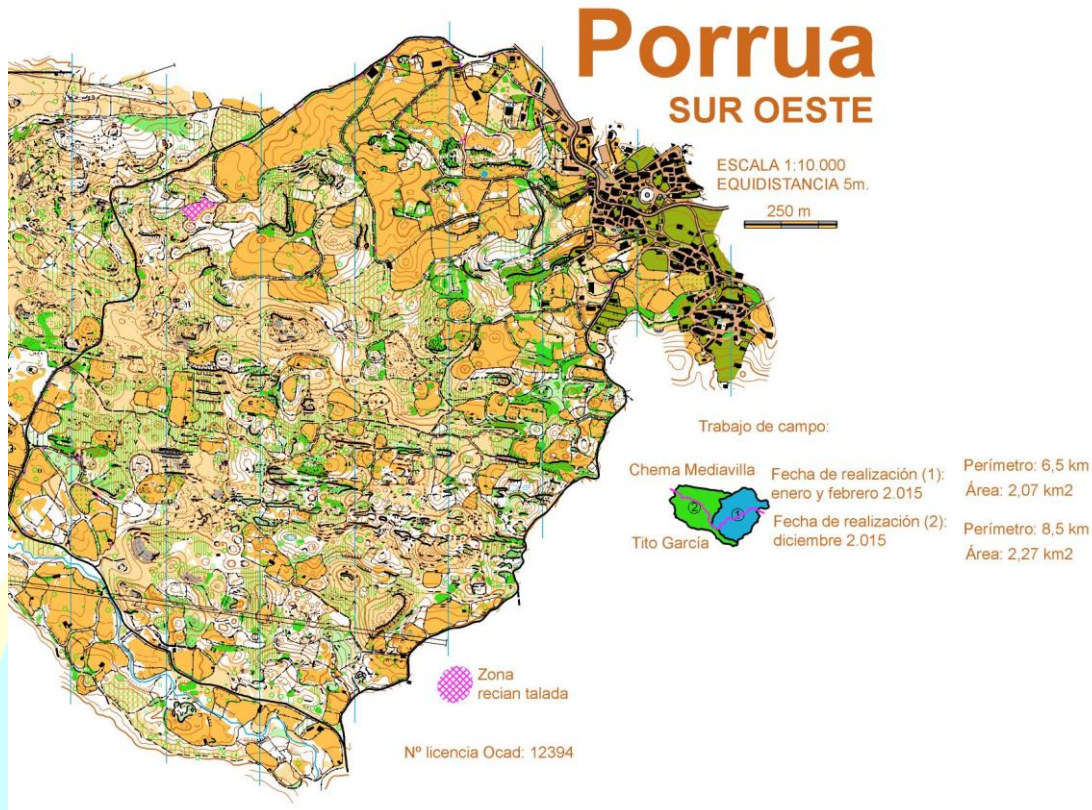 Porrua
SUR OESTE
ESCALA 1:10.000
EQUIDISTANCIA 5m.
250 m
Trabajo de campo:
Chema Mediavilla
Tito García
2
1
Fecha de realización (1):
enero y febrero 2.015
Fecha de realización (2):
diciembre 2.015
Perímetro: 6,5 km
Área: 2,07 km2
Perímetro: 8,5 km
Área: 2,27 km2
Zona
recian talada
Nº licencia Ocad: 12394